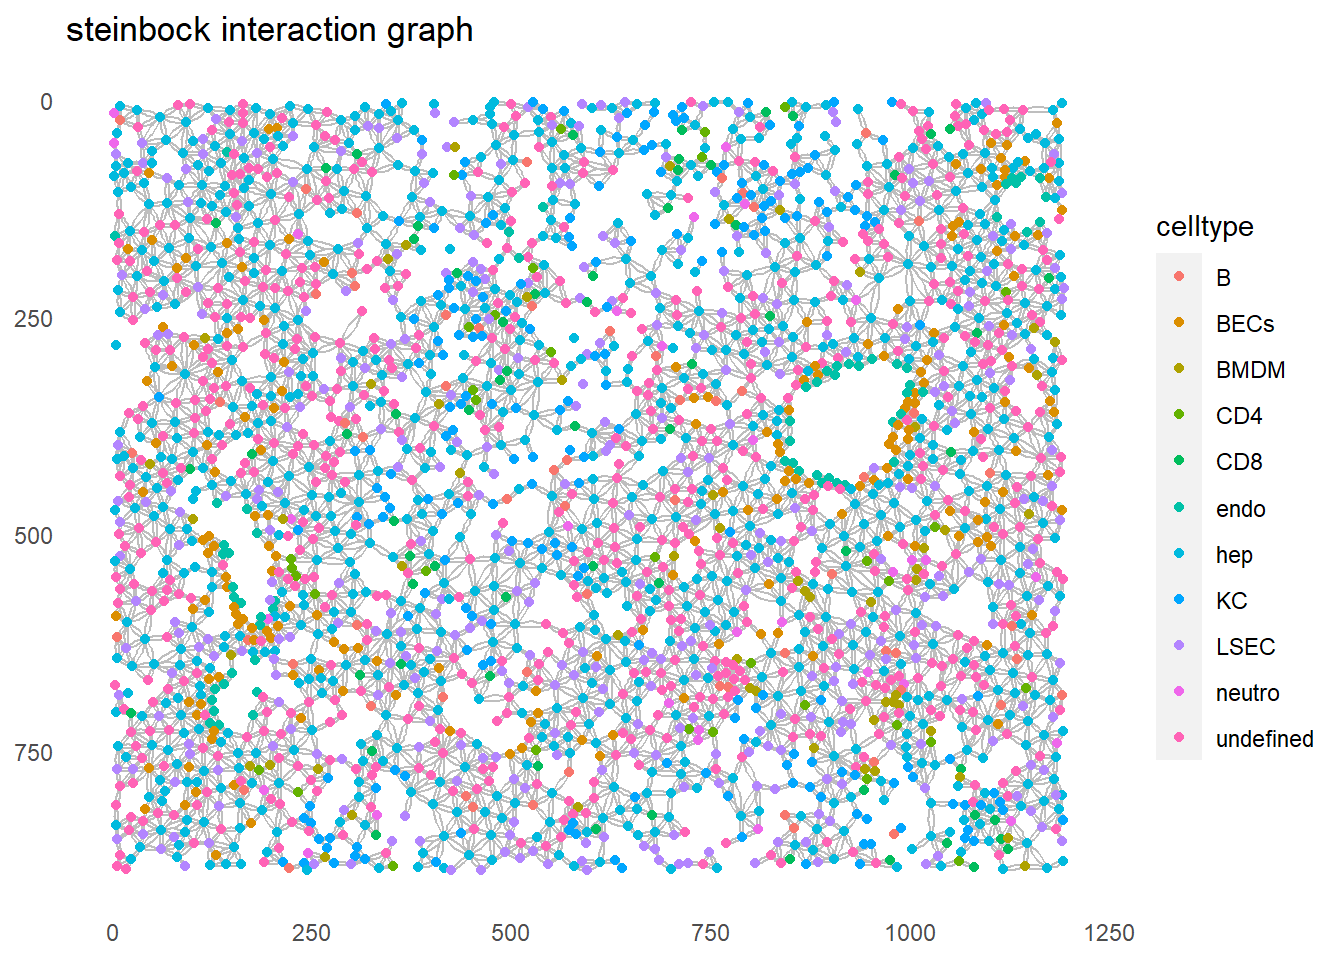 steinbock interaction graph
0
250
500
750
0
250
500
750
1000
1250
celltype
B
BECs
BMDM
CD4
CD8
endo
hep
KC
LSEC
neutro
undefined